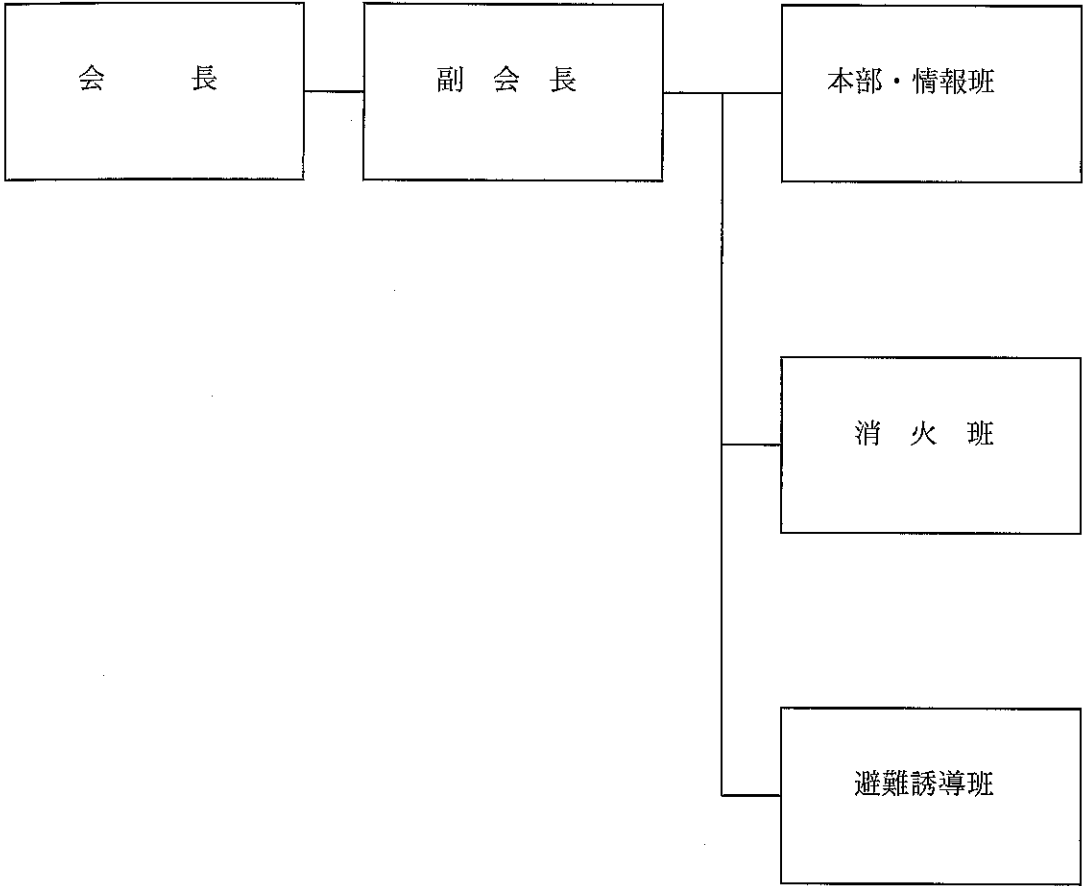 会　　　長
副　会　長
本部・情報班
消　火　班
避難誘導班